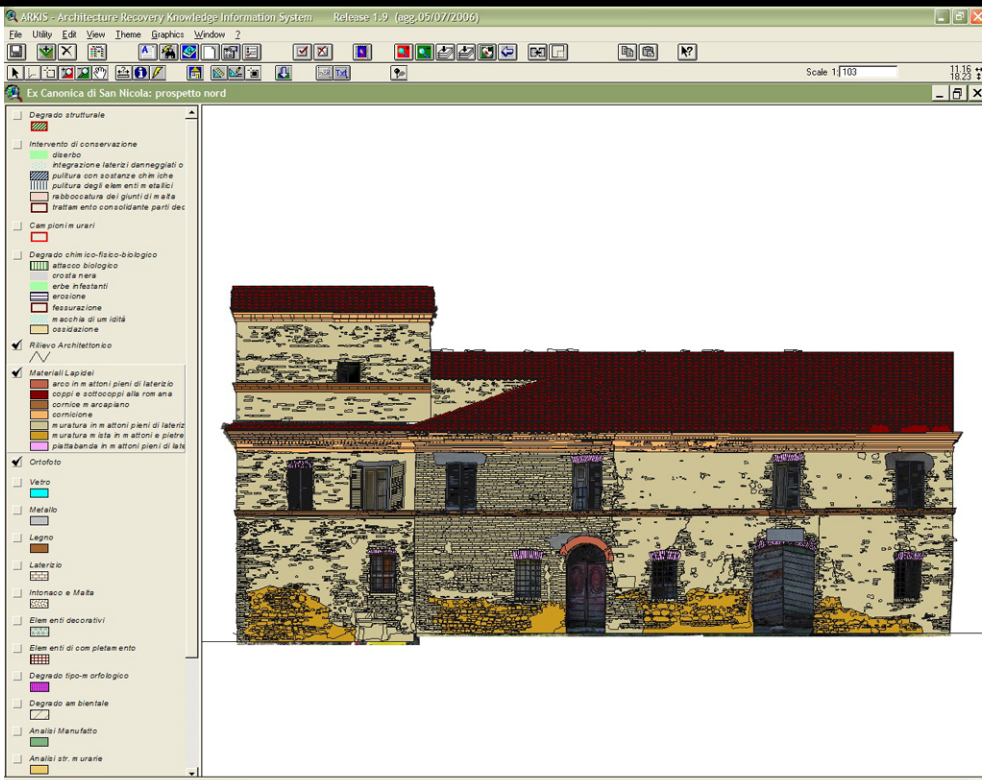 ARKIS - Architecture Recovery Knowledge Information System Release 1.9 (agg.05/07/2006)
File Utility Edit View Theme Graphics Window ?
Scale 1: 103
11.16
18.23
Ex Canonica di San Nicola: prospetto nord
Degrado strutturale
Intervento di conservazione
diserbo
integrazione laterizi danneggiati o
pulitura con sostanze chimiche
pulitura degli elementi metallici
rabboccatura dei giunti di malta
trattamento consolidante parti dec
Campioni murari
Degrado chimico-fisico-biologico
attacco biologico
crosta nera
erbe infestanti
erosione
fessurazione
macchia di umidità
ossidazione
Rilievo Architettonico
Materiali Lapidei
arco in mattoni pieni di laterizio
coppi e sottocoppi alla romana
cornice marcapiano
cornicione
muratura in mattoni pieni di lateriz
muratura mista in mattoni e pietre
piattabanda in mattoni pieni di late
Ortofoto
Vetro
Metallo
Legno
Laterizio
Intonaco e Malta
Elementi decorativi
Elementi di completamento
Degrado tipo-morfologico
Degrado ambientale
Analisi Manufatto
Analisi str. murarie